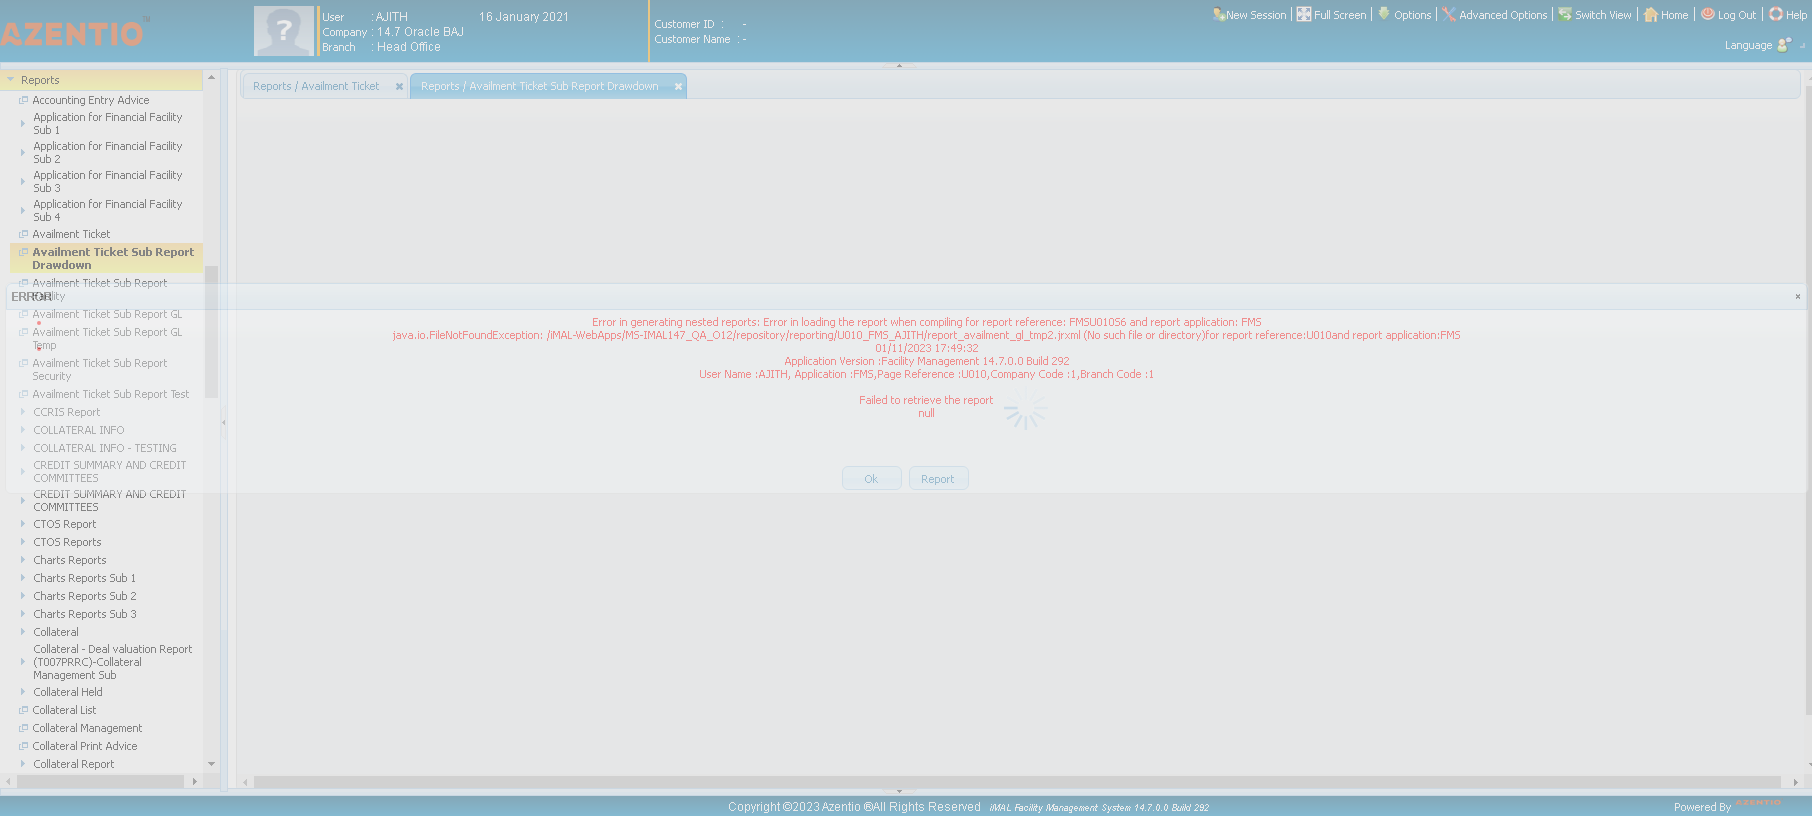 AZENTIO™
User : AJITH 16 January 2021
Company : 14.7 Oracle BAJ
Branch : Head Office
Customer ID : -
Customer Name : -
New Session Full Screen Options Advanced Options Switch View Home Log Out Help
Language
Reports
Accounting Entry Advice
Application for Financial Facility
Sub 1
Application for Financial Facility
Sub 2
Application for Financial Facility
Sub 3
Application for Financial Facility
Sub 4
Availment Ticket
Availment Ticket Sub Report
Drawdown
Availment Ticket Sub Report
Facility
Availment Ticket Sub Report GL
Availment Ticket Sub Report GL
Temp
Availment Ticket Sub Report
Security
Availment Ticket Sub Report Test
CCRIS Report
COLLATERAL INFO
COLLATERAL INFO - TESTING
CREDIT SUMMARY AND CREDIT
COMMITTEES
CREDIT SUMMARY AND CREDIT
COMMITTEES
CTOS Report
CTOS Reports
Charts Reports
Charts Reports Sub 1
Charts Reports Sub 2
Charts Reports Sub 3
Collateral
Collateral - Deal valuation Report
(T007PRRC)-Collateral
Management Sub
Collateral Held
Collateral List
Collateral Management
Collateral Print Advice
Collateral Report
Reports / Availment Ticket
Reports / Availment Ticket Sub Report Drawdown
ERROR
Error in generating nested reports: Error in loading the report when compiling for report reference: FMSU010S6 and report application: FMS
java.io.FileNotFoundException: /iMAL-WebApps/MS-IMAL147_QA_O12/repository/reporting/U010_FMS_AJITH/report_availment_gl_tmp2.jrxml (No such file or directory)for report reference:U010and report application:FMS
01/11/2023 17:49:32
Application Version :Facility Management 14.7.0.0 Build 292
User Name :AJITH, Application :FMS,Page Reference :U010,Company Code :1,Branch Code :1
Failed to retrieve the report
null
Ok Report
Copyright ©2023 Azentio ®All Rights Reserved iMAL Facility Management System 14.7.0.0 Build 292
Powered By AZENTIO